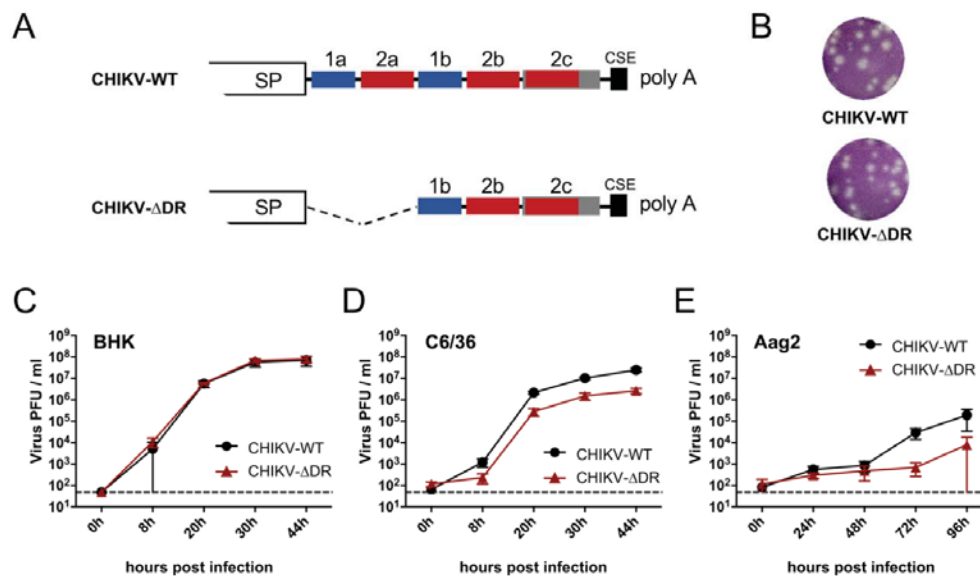 A
1a 2a 1b 2b 2c CSE
CHIKV-WT SP poly A
1b 2b 2c CSE
CHIKV-ΔDR SP poly A
B
CHIKV-WT
CHIKV-ΔDR
C
BHK
Virus PFU / ml
10⁹
10⁸
10⁷
10⁶
10⁵
10⁴
10³
10²
10¹
CHIKV-WT
CHIKV-ΔDR
0h 8h 20h 30h 44h
hours post infection
D
C6/36
Virus PFU / ml
10⁹
10⁸
10⁷
10⁶
10⁵
10⁴
10³
10²
10¹
CHIKV-WT
CHIKV-ΔDR
0h 8h 20h 30h 44h
hours post infection
E
Aag2
Virus PFU / ml
10⁹
10⁸
10⁷
10⁶
10⁵
10⁴
10³
10²
10¹
CHIKV-WT
CHIKV-ΔDR
0h 24h 48h 72h 96h
hours post infection